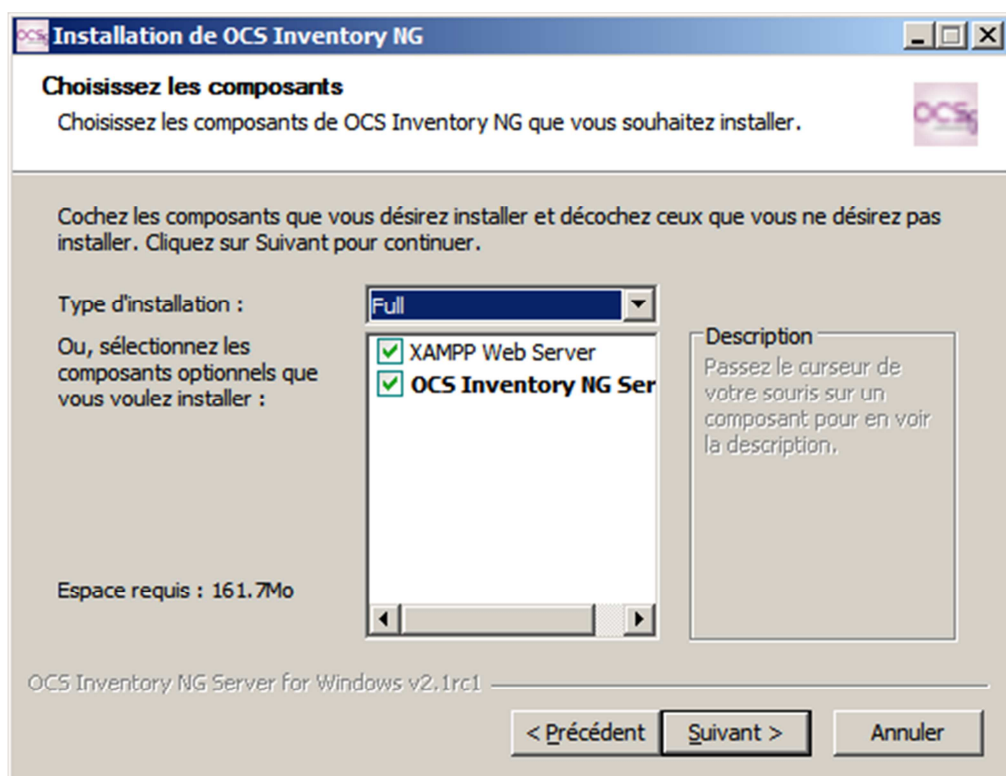 Installation de OCS Inventory NG
Choisissez les composants
Choisissez les composants de OCS Inventory NG que vous souhaitez installer.
OCSng
Cochez les composants que vous désirez installer et décochez ceux que vous ne désirez pas
installer. Cliquez sur Suivant pour continuer.
Type d'installation :
Full
Ou, sélectionnez les
composants optionnels que
vous voulez installer :
XAMPP Web Server
OCS Inventory NG Ser
Description
Passez le curseur de
votre souris sur un
composant pour en voir
la description.
Espace requis : 161.7Mo
OCS Inventory NG Server for Windows v2.1rc1
< Précédent
Suivant >
Annuler